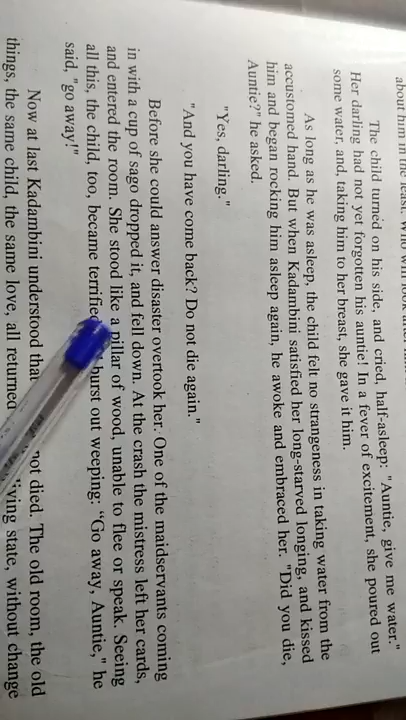 about him in the least. Who will look after him
The child turned on his side, and cried, half-asleep: "Auntie, give me water."
Her darling had not yet forgotten his auntie! In a fever of excitement, she poured out
some water, and, taking him to her breast, she gave it him.
As long as he was asleep, the child felt no strangeness in taking water from the
accustomed hand. But when Kadambini satisfied her long-starved longing, and kissed
him and began rocking him asleep again, he awoke and embraced her. "Did you die,
Auntie?" he asked.
"Yes, darling."
"And you have come back? Do not die again."
Before she could answer disaster overtook her. One of the maidservants coming
in with a cup of sago dropped it, and fell down. At the crash the mistress left her cards,
and entered the room. She stood like a pillar of wood, unable to flee or speak. Seeing
all this, the child, too, became terrified burst out weeping: "Go away, Auntie," he
said, "go away!"
Now at last Kadambini understood that not died. The old room, the old
things, the same child, the same love, all returned living state, without change